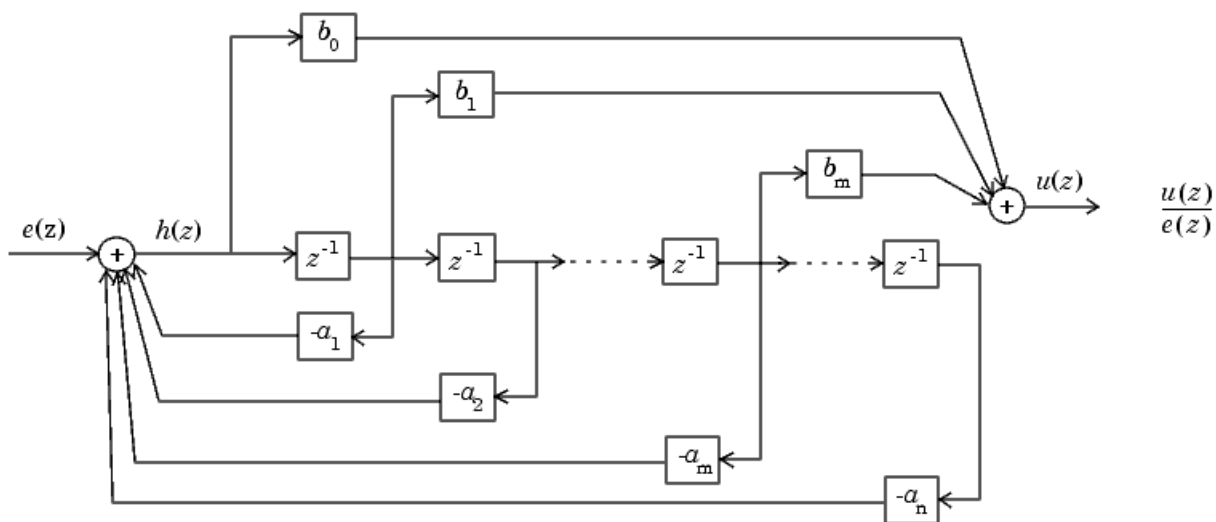 b₀
b₁
bₘ
u(z)
u(z)
e(z)
e(z)
+
h(z)
z⁻¹
z⁻¹
z⁻¹
z⁻¹
+
-a₁
-a₂
-aₘ
-aₙ